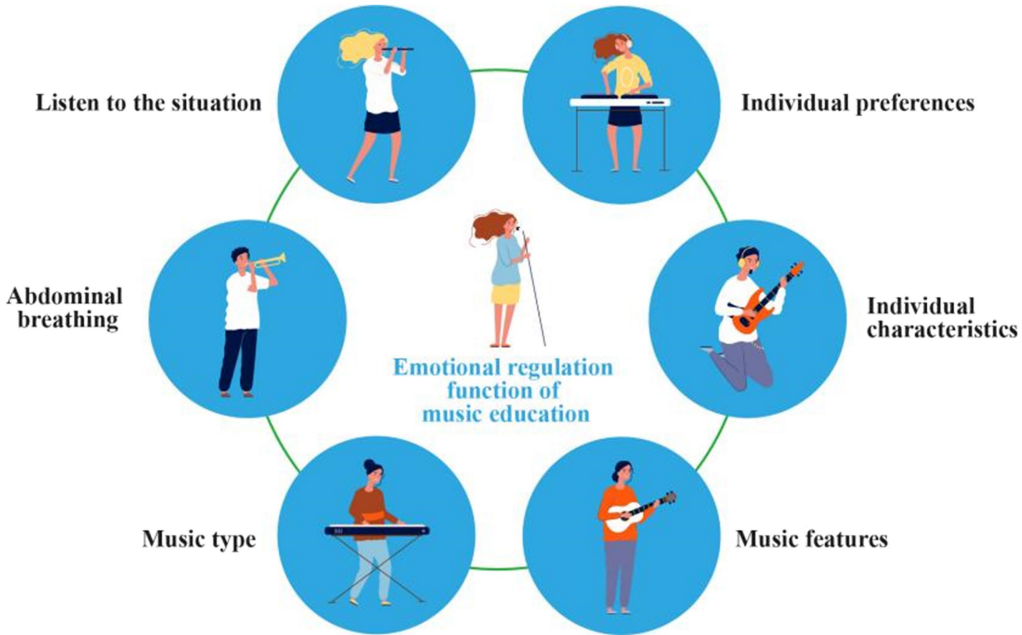 Listen to the situation
Individual preferences
Abdominal
breathing
Individual
characteristics
Emotional regulation
function of
music education
Music type
Music features